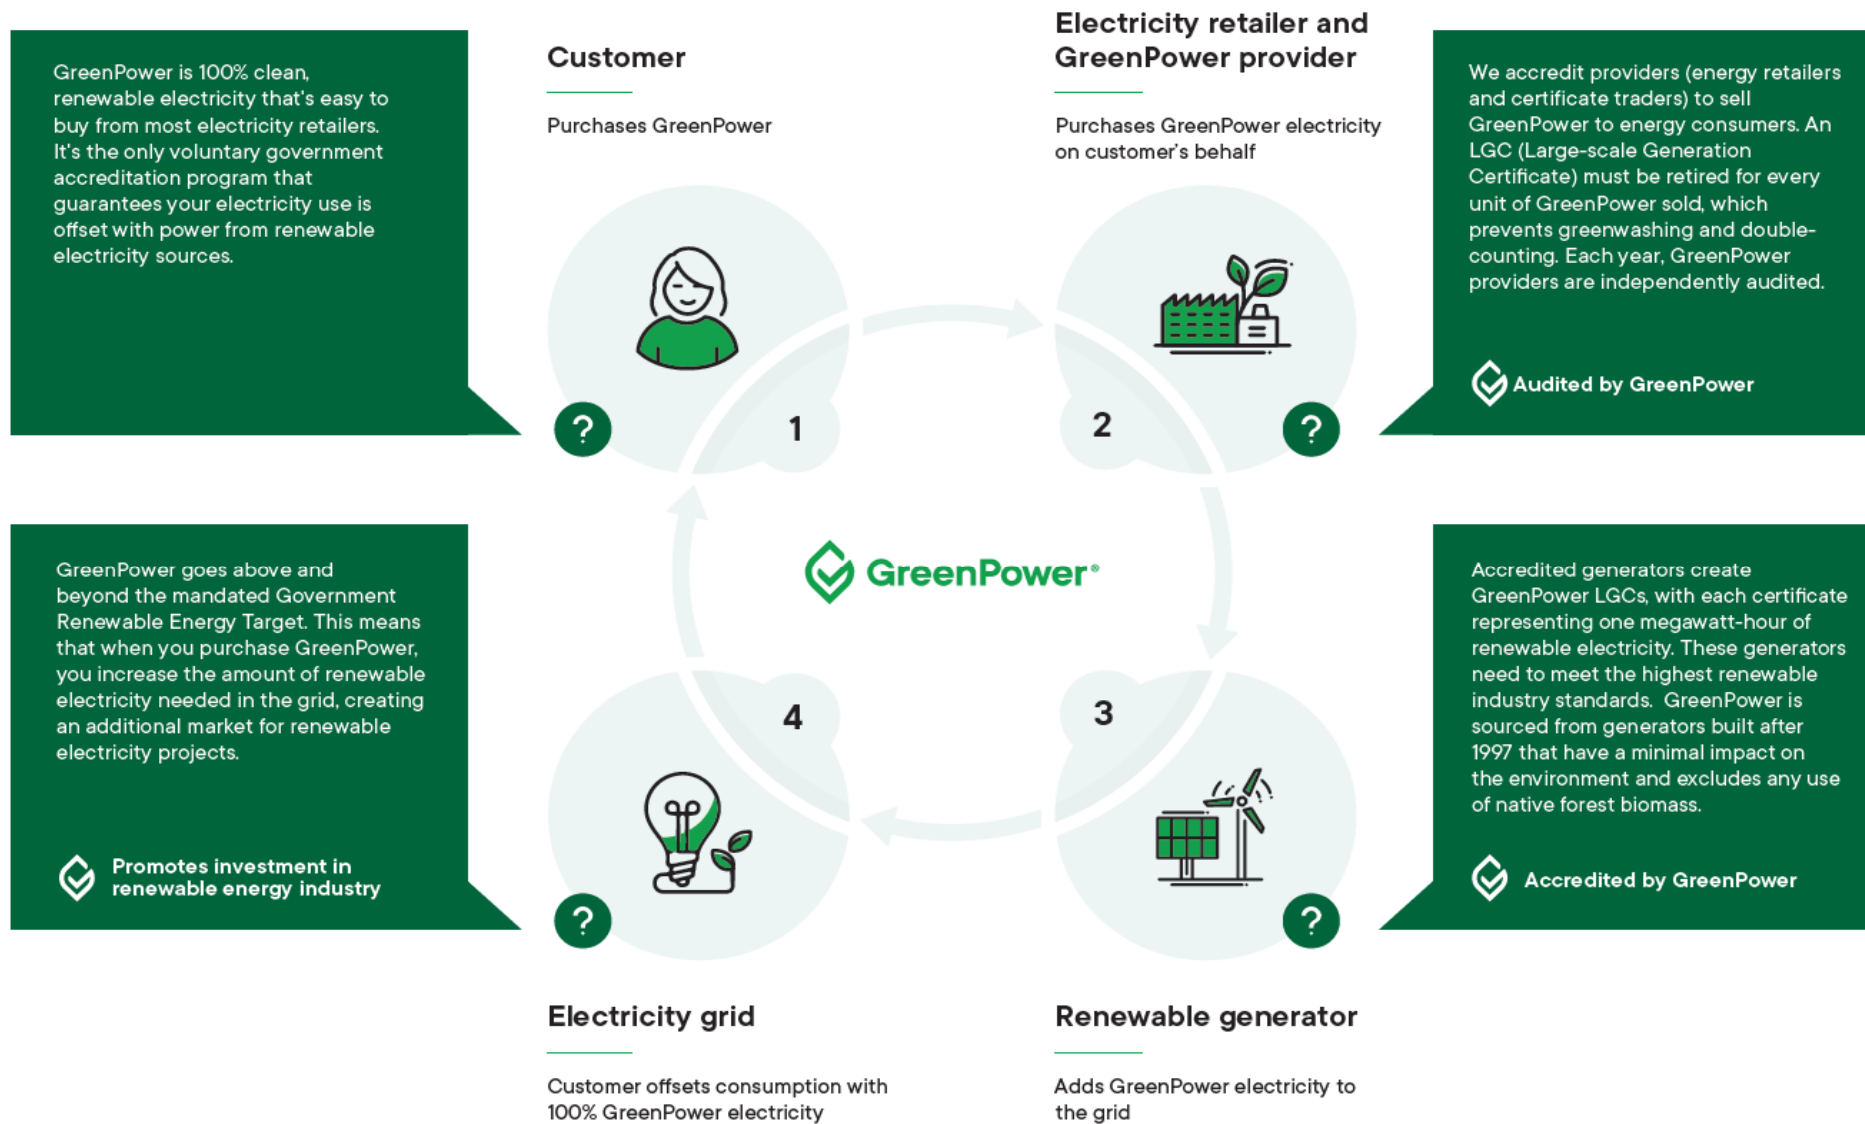 GreenPower is 100% clean,
renewable electricity that's easy to
buy from most electricity retailers.
It's the only voluntary government
accreditation program that
guarantees your electricity use is
offset with power from renewable
electricity sources.
Customer
Purchases GreenPower
Electricity retailer and
GreenPower provider
Purchases GreenPower electricity
on customer’s behalf
We accredit providers (energy retailers
and certificate traders) to sell
GreenPower to energy consumers. An
LGC (Large-scale Generation
Certificate) must be retired for every
unit of GreenPower sold, which
prevents greenwashing and double-
counting. Each year, GreenPower
providers are independently audited.
Audited by GreenPower
?
1
2
?
GreenPower®
GreenPower goes above and
beyond the mandated Government
Renewable Energy Target. This means
that when you purchase GreenPower,
you increase the amount of renewable
electricity needed in the grid, creating
an additional market for renewable
electricity projects.
Promotes investment in
renewable energy industry
4
3
?
?
Accredited generators create
GreenPower LGCs, with each certificate
representing one megawatt-hour of
renewable electricity. These generators
need to meet the highest renewable
industry standards.  GreenPower is
sourced from generators built after
1997 that have a minimal impact on
the environment and excludes any use
of native forest biomass.
Accredited by GreenPower
Electricity grid
Customer offsets consumption with
100% GreenPower electricity
Renewable generator
Adds GreenPower electricity to
the grid